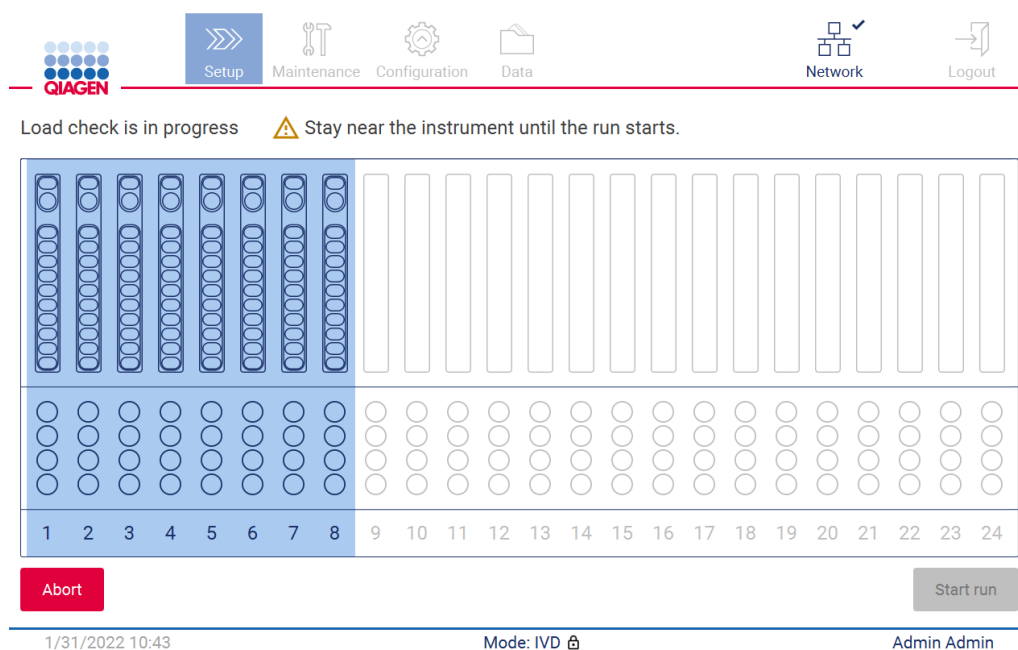 QIAGEN
Setup Maintenance Configuration Data Network Logout
Load check is in progress Stay near the instrument until the run starts.
1 2 3 4 5 6 7 8 9 10 11 12 13 14 15 16 17 18 19 20 21 22 23 24
Abort Start run
1/31/2022 10:43 Mode: IVD Admin Admin